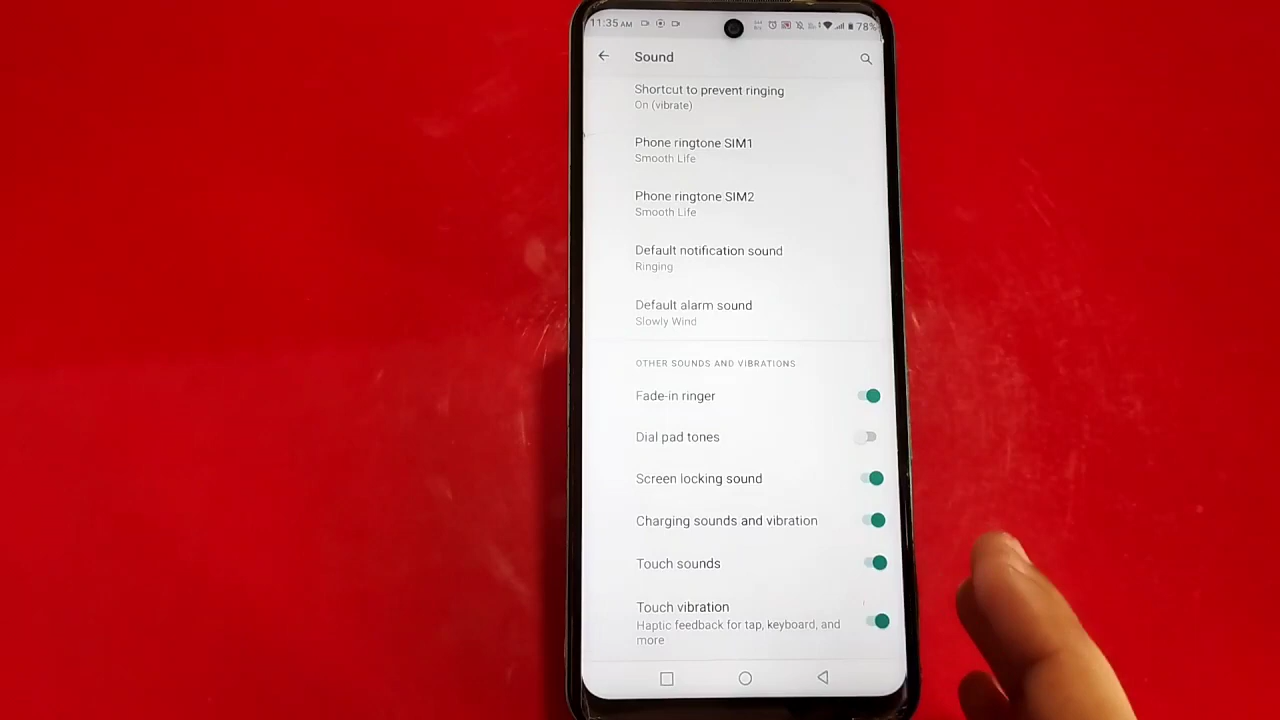 11:35 AM
78%
Sound
Shortcut to prevent ringing
On (vibrate)
Phone ringtone SIM1
Smooth Life
Phone ringtone SIM2
Smooth Life
Default notification sound
Ringing
Default alarm sound
Slowly Wind
OTHER SOUNDS AND VIBRATIONS
Fade-in ringer
Dial pad tones
Screen locking sound
Charging sounds and vibration
Touch sounds
Touch vibration
Haptic feedback for tap, keyboard, and
more